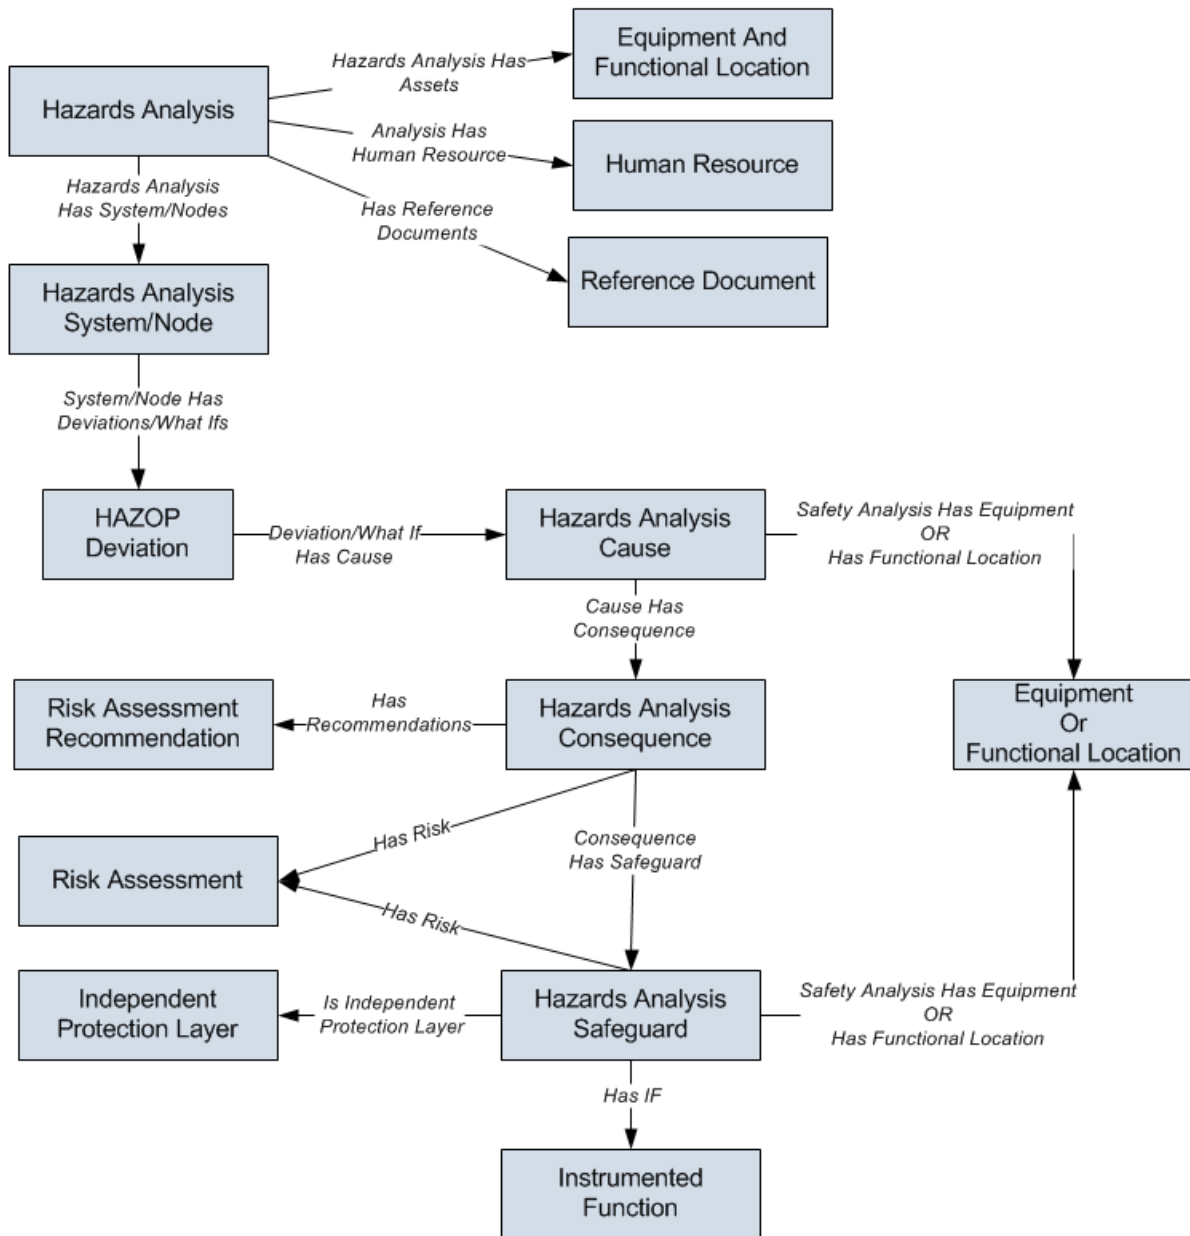 Equipment And
Functional Location
Hazards Analysis Has
Assets
Hazards Analysis
Analysis Has
Human Resource
Human Resource
Hazards Analysis
Has System/Nodes
Has Reference
Documents
Reference Document
Hazards Analysis
System/Node
System/Node Has
Deviations/What Ifs
HAZOP
Deviation
Deviation/What If
Has Cause
Hazards Analysis
Cause
Safety Analysis Has Equipment
OR
Has Functional Location
Cause Has
Consequence
Risk Assessment
Recommendation
Has
Recommendations
Hazards Analysis
Consequence
Equipment
Or
Functional Location
Has Risk
Consequence
Has Safeguard
Risk Assessment
Has Risk
Independent
Protection Layer
Is Independent
Protection Layer
Hazards Analysis
Safeguard
Safety Analysis Has Equipment
OR
Has Functional Location
Has IF
Instrumented
Function